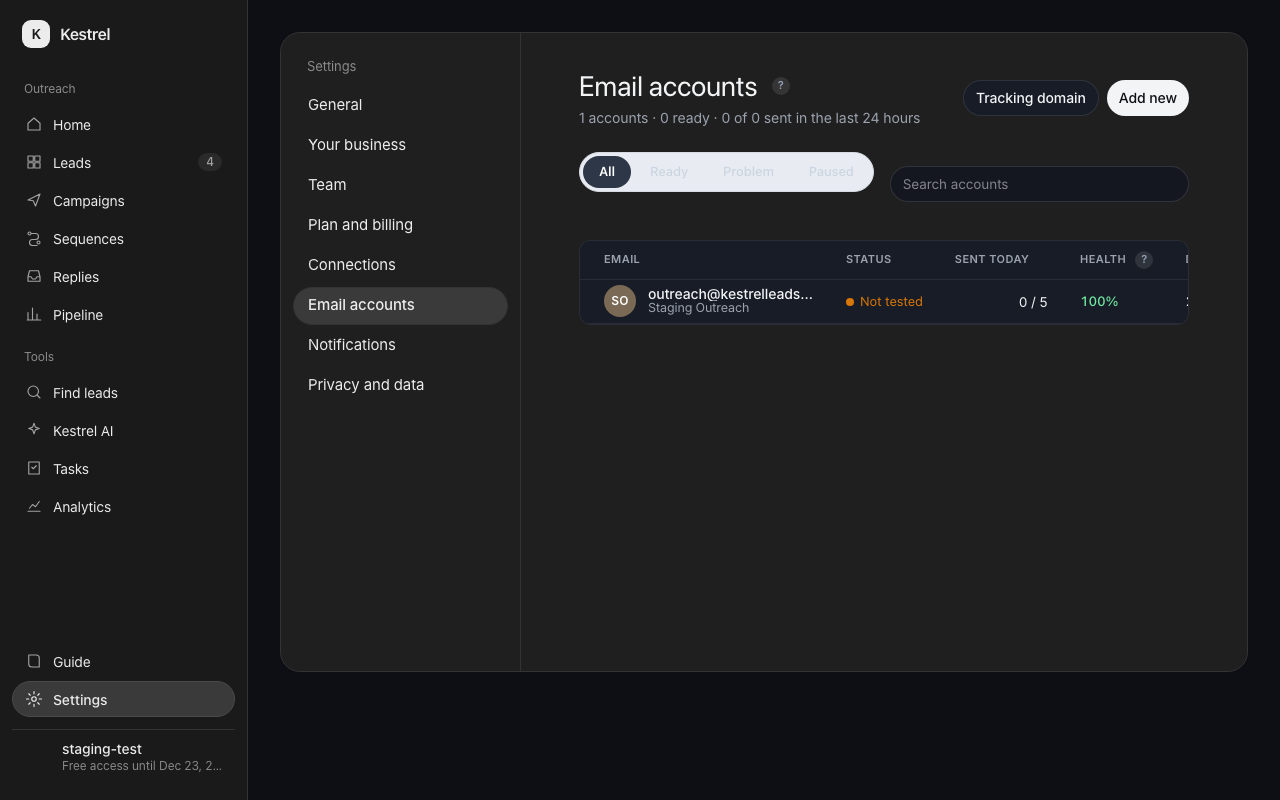 K Kestrel
Outreach
Home
Leads 4
Campaigns
Sequences
Replies
Pipeline
Tools
Find leads
Kestrel AI
Tasks
Analytics
Guide
Settings
staging-test
Free access until Dec 23, 2...
Settings
General
Your business
Team
Plan and billing
Connections
Email accounts
Notifications
Privacy and data
Email accounts ?
1 accounts · 0 ready · 0 of 0 sent in the last 24 hours
Tracking domain Add new
All Ready Problem Paused
Search accounts
EMAIL STATUS SENT TODAY HEALTH ?
SO outreach@kestrelleads... Not tested 0 / 5 100%
Staging Outreach